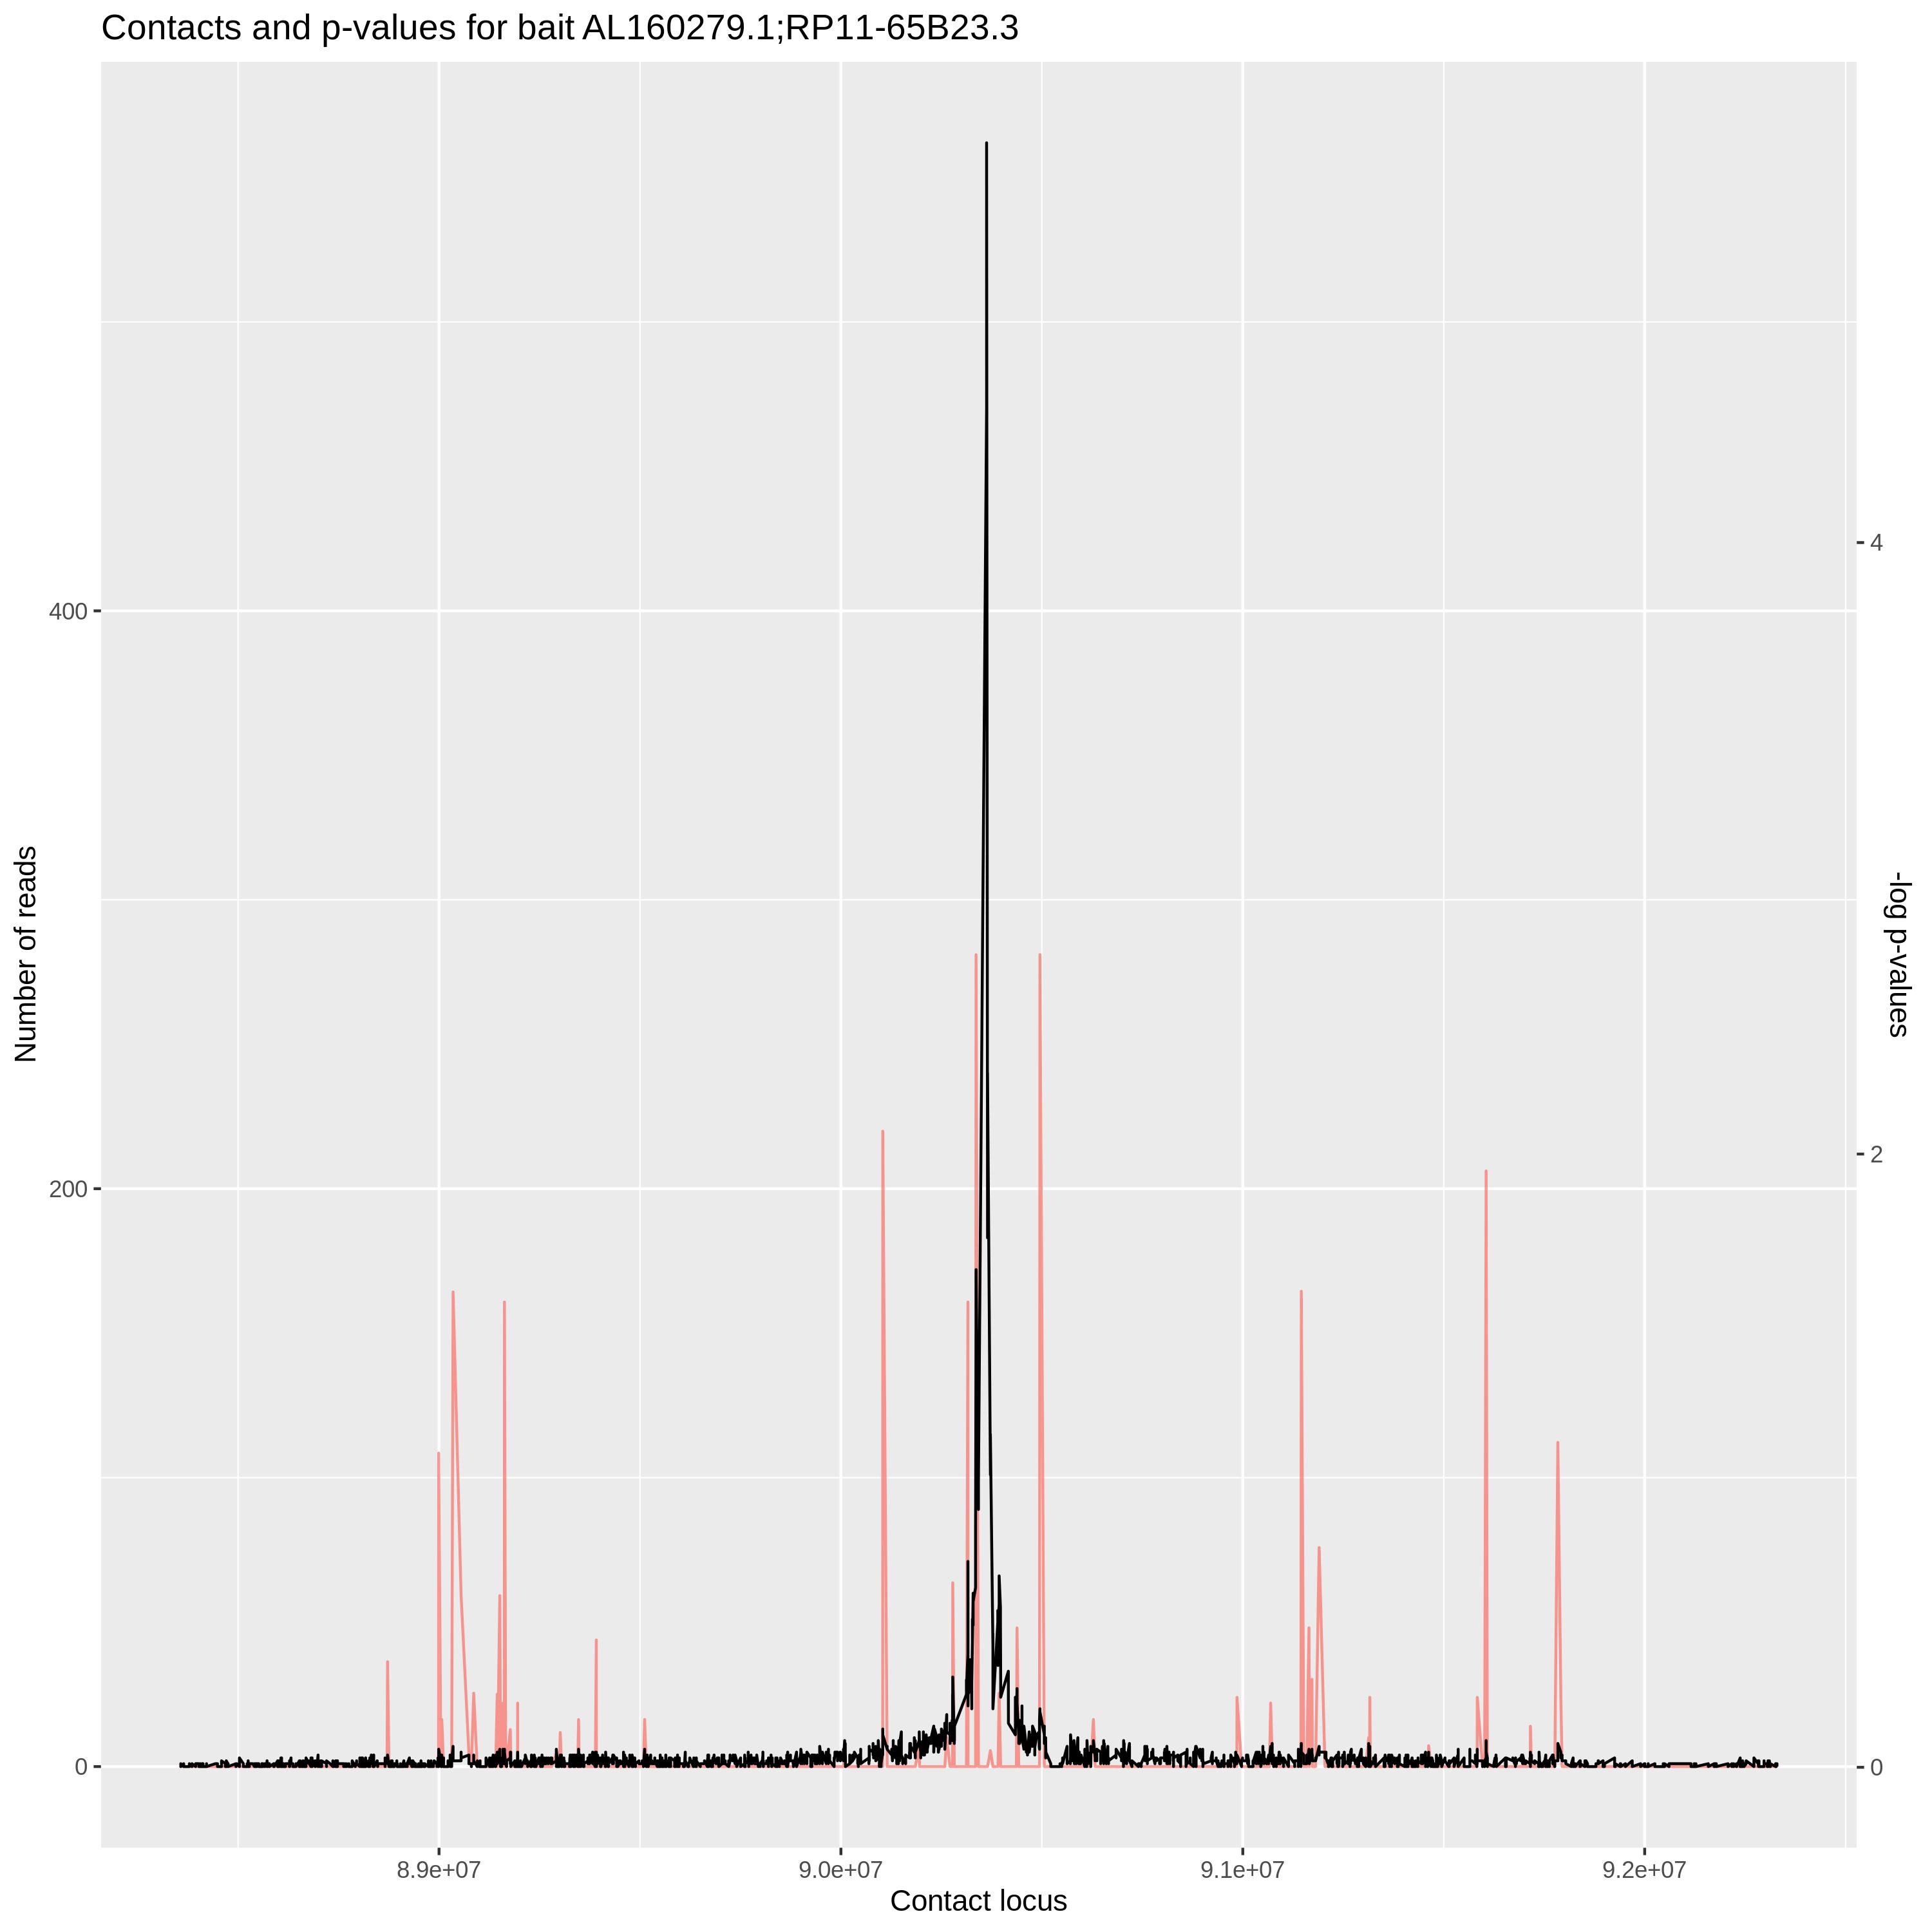 Contacts and p-values for bait AL160279.1;RP11-65B23.3
400
200
0
Number of reads
4
2
0
-log p-values
8.9e+07
9.0e+07
9.1e+07
9.2e+07
Contact locus